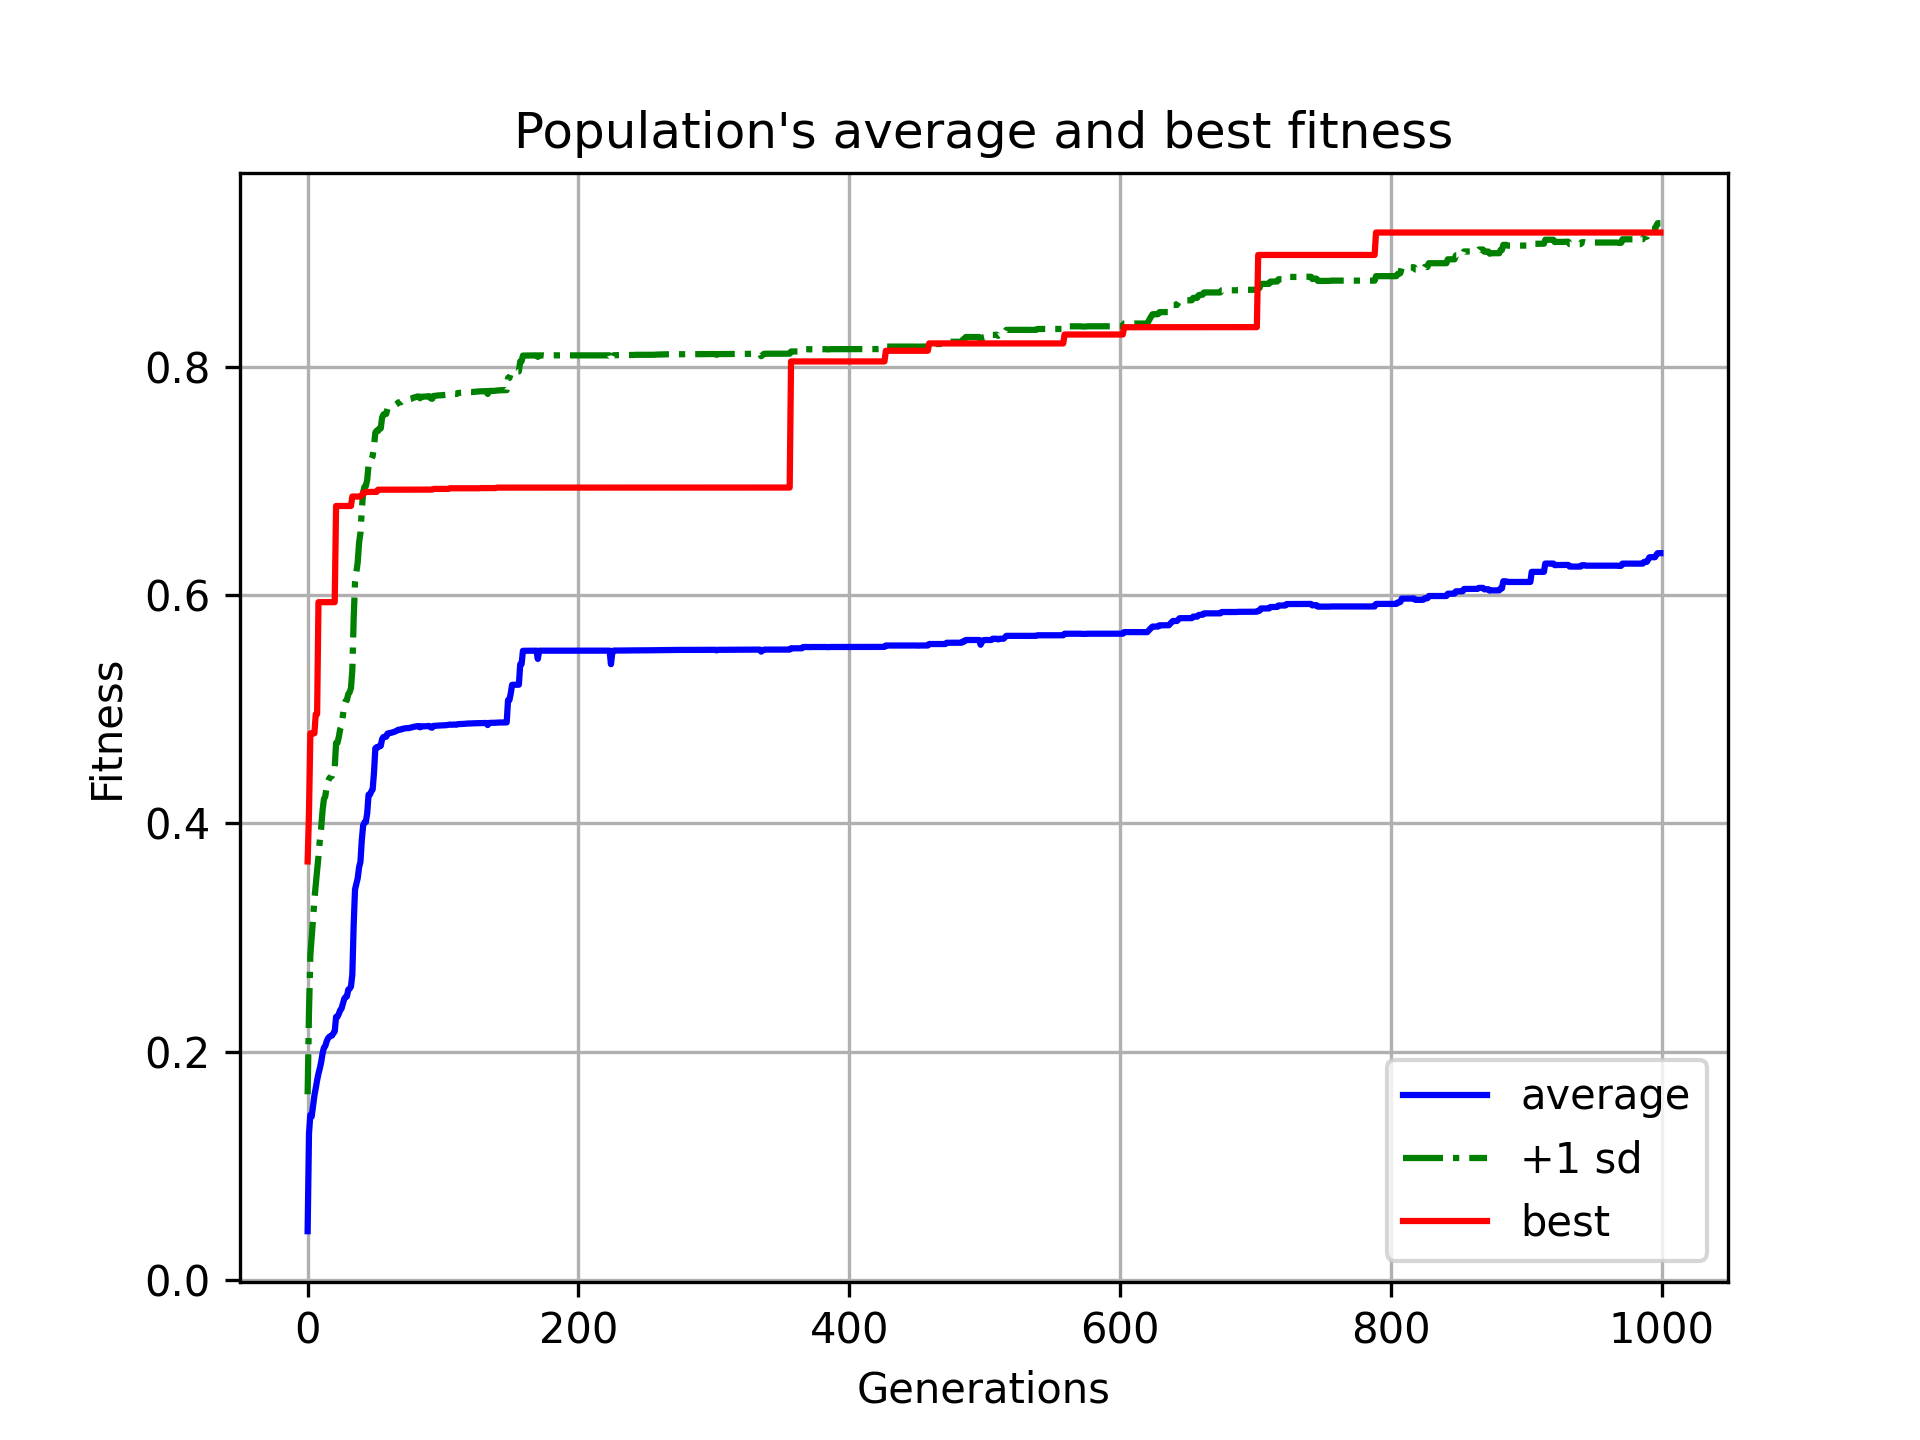 Population's average and best fitness
Fitness
0.8
0.6
0.4
0.2
0.0
0 200 400 600 800 1000
Generations
average
+1 sd
best